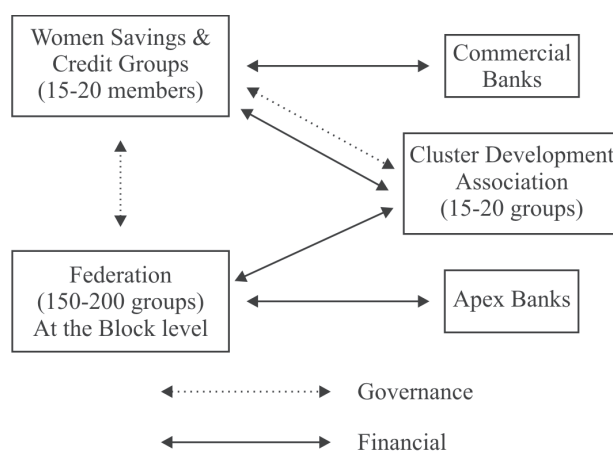 Women Savings &
Credit Groups
(15-20 members)
Commercial
Banks
Cluster Development
Association
(15-20 groups)
Federation
(150-200 groups)
At the Block level
Apex Banks
Governance
Financial